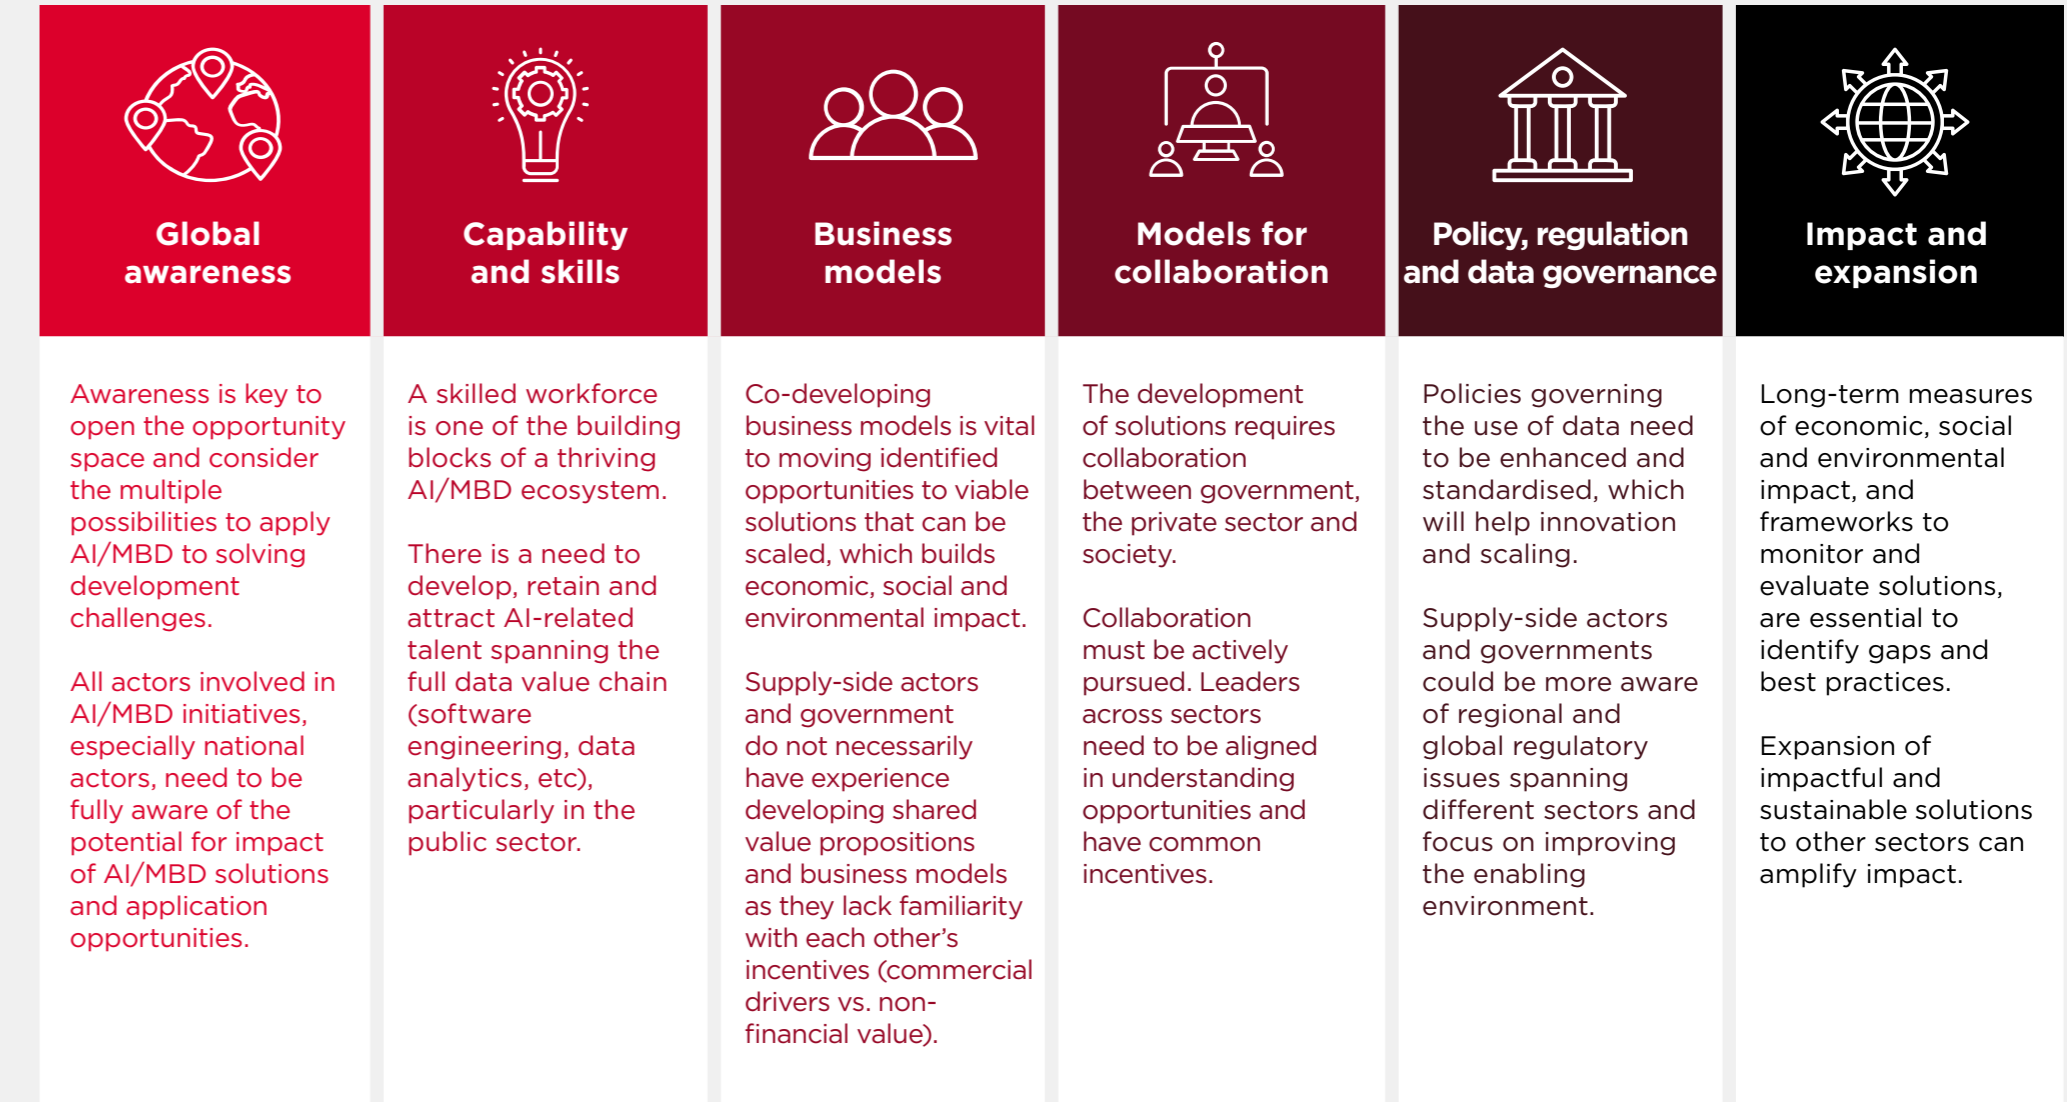 Global
awareness
Awareness is key to
open the opportunity
space and consider
the multiple
possibilities to apply
AI/MBD to solving
development
challenges.
All actors involved in
AI/MBD initiatives,
especially national
actors, need to be
fully aware of the
potential for impact
of AI/MBD solutions
and application
opportunities.
Capability
and skills
A skilled workforce
is one of the building
blocks of a thriving
AI/MBD ecosystem.
There is a need to
develop, retain and
attract AI-related
talent spanning the
full data value chain
(software
engineering, data
analytics, etc),
particularly in the
public sector.
Business
models
Co-developing
business models is vital
to moving identified
opportunities to viable
solutions that can be
scaled, which builds
economic, social and
environmental impact.
Supply-side actors
and government
do not necessarily
have experience
developing shared
value propositions
and business models
as they lack familiarity
with each other’s
incentives (commercial
drivers vs. non-
financial value).
Models for
collaboration
The development
of solutions requires
collaboration
between government,
the private sector and
society.
Collaboration
must be actively
pursued. Leaders
across sectors
need to be aligned
in understanding
opportunities and
have common
incentives.
Policy, regulation
and data governance
Policies governing
the use of data need
to be enhanced and
standardised, which
will help innovation
and scaling.
Supply-side actors
and governments
could be more aware
of regional and
global regulatory
issues spanning
different sectors and
focus on improving
the enabling
environment.
Impact and
expansion
Long-term measures
of economic, social
and environmental
impact, and
frameworks to
monitor and
evaluate solutions,
are essential to
identify gaps and
best practices.
Expansion of
impactful and
sustainable solutions
to other sectors can
amplify impact.